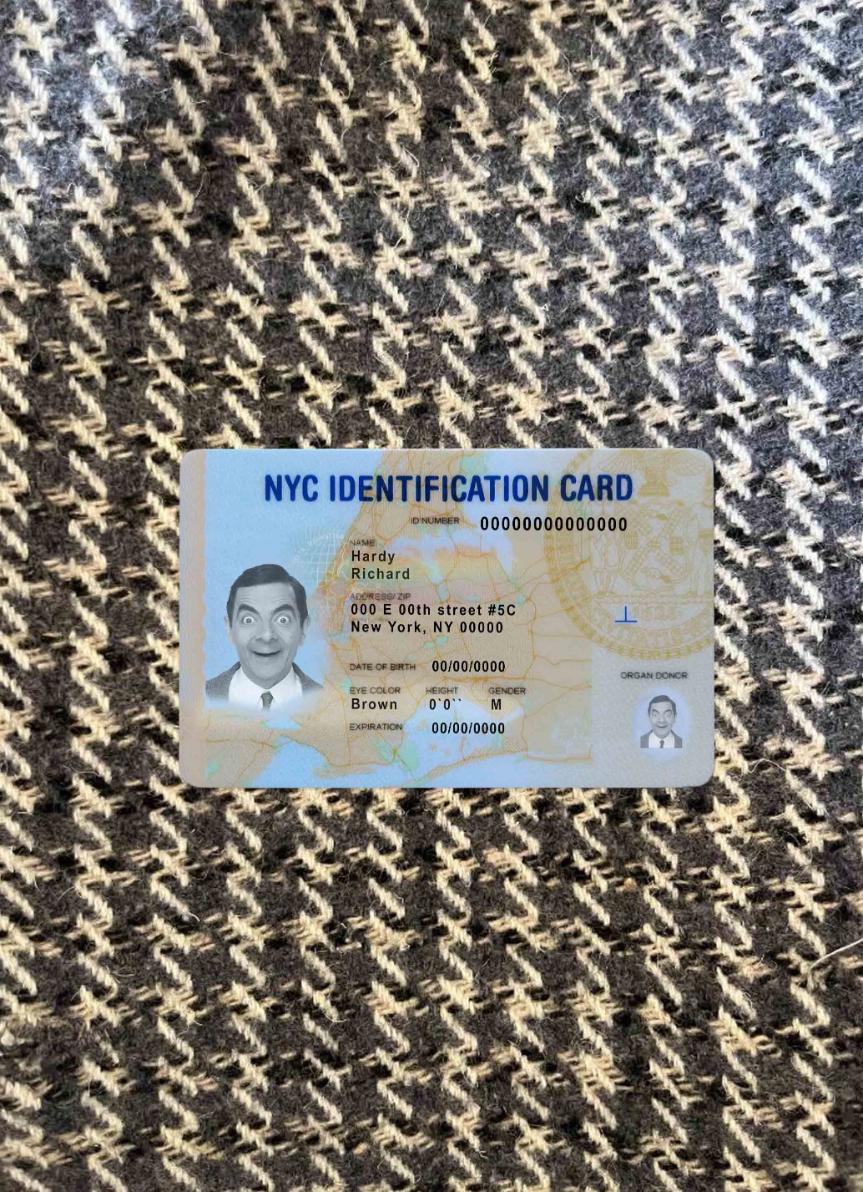 NYC IDENTIFICATION CARD
ID NUMBER 00000000000000
NAME
Hardy
Richard
ADDRESS/ ZIP
000 E 00th street #5C
New York, NY 00000
DATE OF BIRTH 00/00/0000
EYE COLOR HEIGHT GENDER
Brown 0`0`` M
EXPIRATION 00/00/0000
ORGAN DONOR